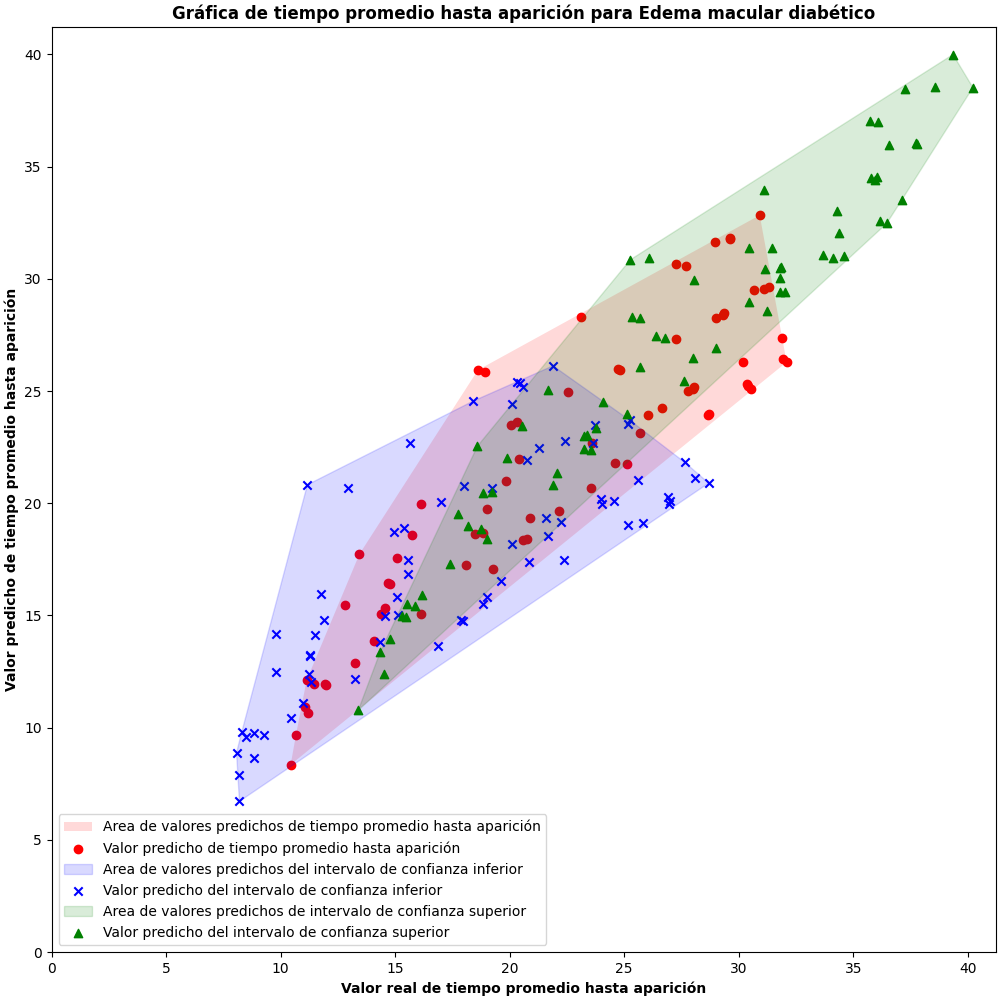 Gráfica de tiempo promedio hasta aparición para Edema macular diabético
Valor predicho de tiempo promedio hasta aparición
40
35
30
25
20
15
10
5
0
Area de valores predichos de tiempo promedio hasta aparición
Valor predicho de tiempo promedio hasta aparición
Area de valores predichos del intervalo de confianza inferior
Valor predicho del intervalo de confianza inferior
Area de valores predichos de intervalo de confianza superior
Valor predicho del intervalo de confianza superior
0 5 10 15 20 25 30 35 40
Valor real de tiempo promedio hasta aparición